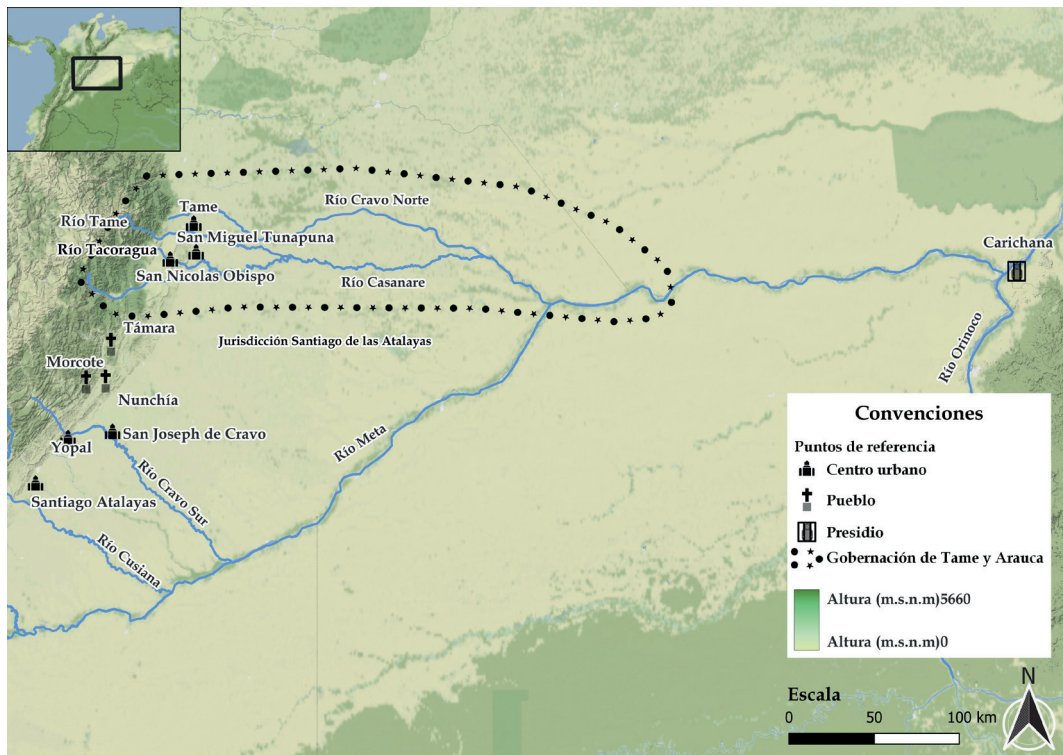 Río Cravo Norte
Tame
Río Tame
San Miguel Tunapuna
Río Tacoragua
Carichana
San Nicolas Obispo
Río Casanare
Támara
Jurisdicción Santiago de las Atalayas
Morcote
Río Orinoco
Nunchía
San Joseph de Cravo
Yopal
Río Meta
Río Cravo Sur
Santiago Atalayas
Río Cusiana
Convenciones
Puntos de referencia
Centro urbano
Pueblo
Presidio
Gobernación de Tame y Arauca
Altura (m.s.n.m)5660
Altura (m.s.n.m)0
Escala
0 50 100 km
N